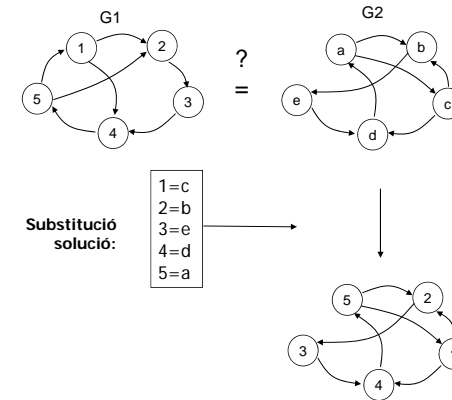 G1
G2
1
2
3
4
5
?
=
a
b
c
d
e
Substitució
solució:
1=c
2=b
3=e
4=d
5=a
5
2
3
4